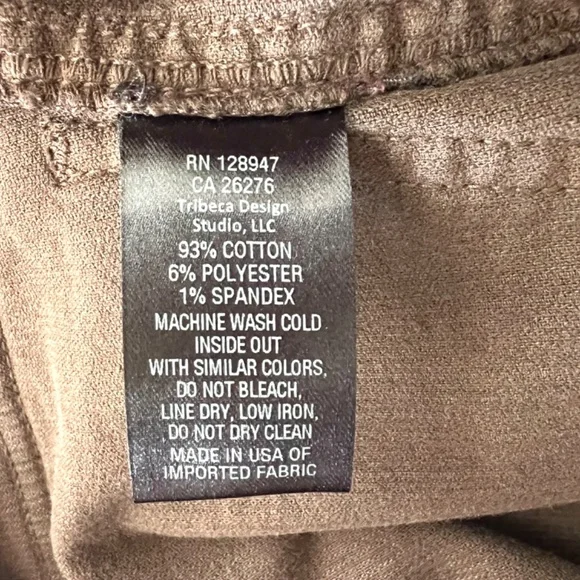 RN 128947
CA 26276
Tribeca Design
Studio, LLC
93% COTTON
6% POLYESTER
1% SPANDEX
MACHINE WASH COLD
INSIDE OUT
WITH SIMILAR COLORS,
DO NOT BLEACH,
LINE DRY, LOW IRON,
DO NOT DRY CLEAN
MADE IN USA OF
IMPORTED FABRIC